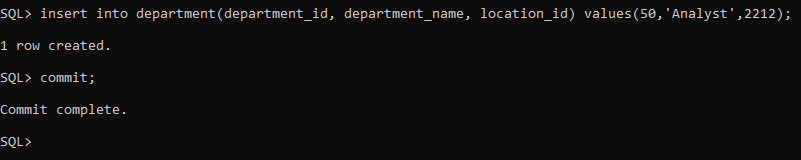 SQL> insert into department(department_id, department_name, location_id) values(50,'Analyst',2212);
1 row created.
SQL> commit;
Commit complete.
SQL>